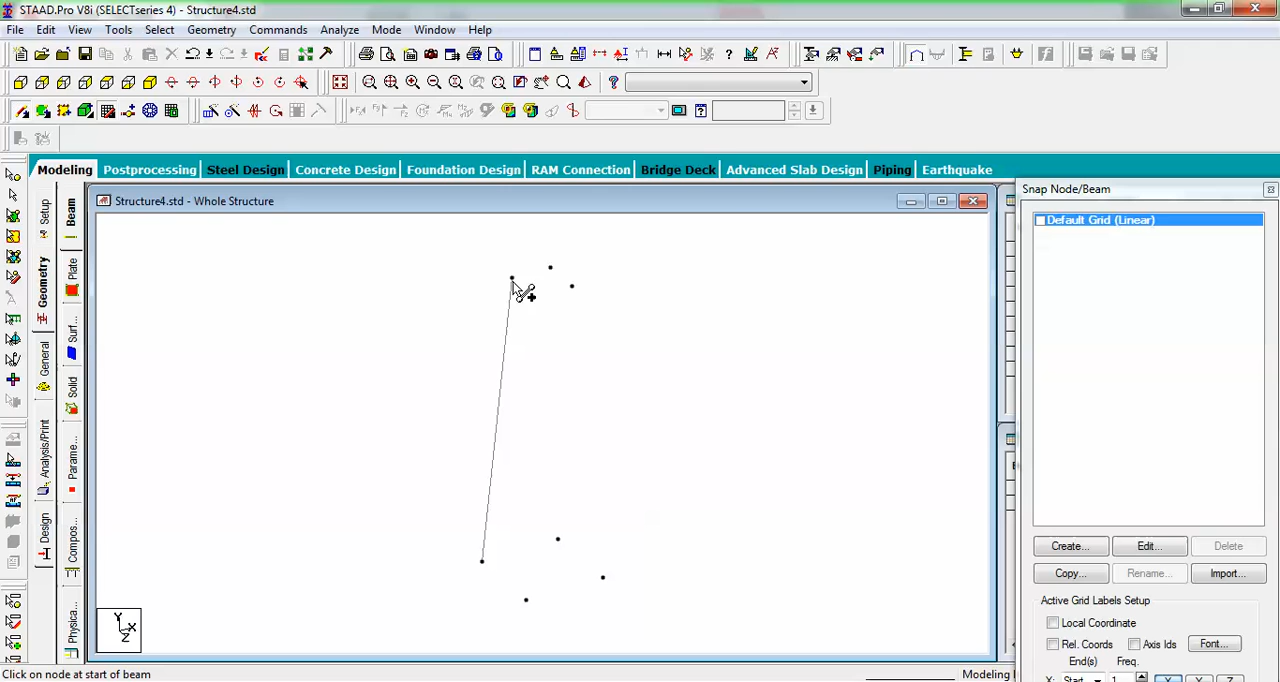 STAAD.Pro V8i (SELECTseries 4) - Structure4.std
File Edit View Tools Select Geometry Commands Analyze Mode Window Help
Modeling Postprocessing Steel Design Concrete Design Foundation Design RAM Connection Bridge Deck Advanced Slab Design Piping Earthquake
Setup
Geometry
General
Analysis/Print
Design
Beam
Plate
Surf...
Solid
Parame...
Compos...
Physica...
Structure4.std - Whole Structure
Y
X
Z
Snap Node/Beam
Default Grid (Linear)
Create... Edit... Delete
Copy... Rename... Import...
Active Grid Labels Setup
Local Coordinate
Rel. Coords Axis Ids Font...
End(s) Freq.
X: Start 1 X Y Z
Click on node at start of beam
Modeling